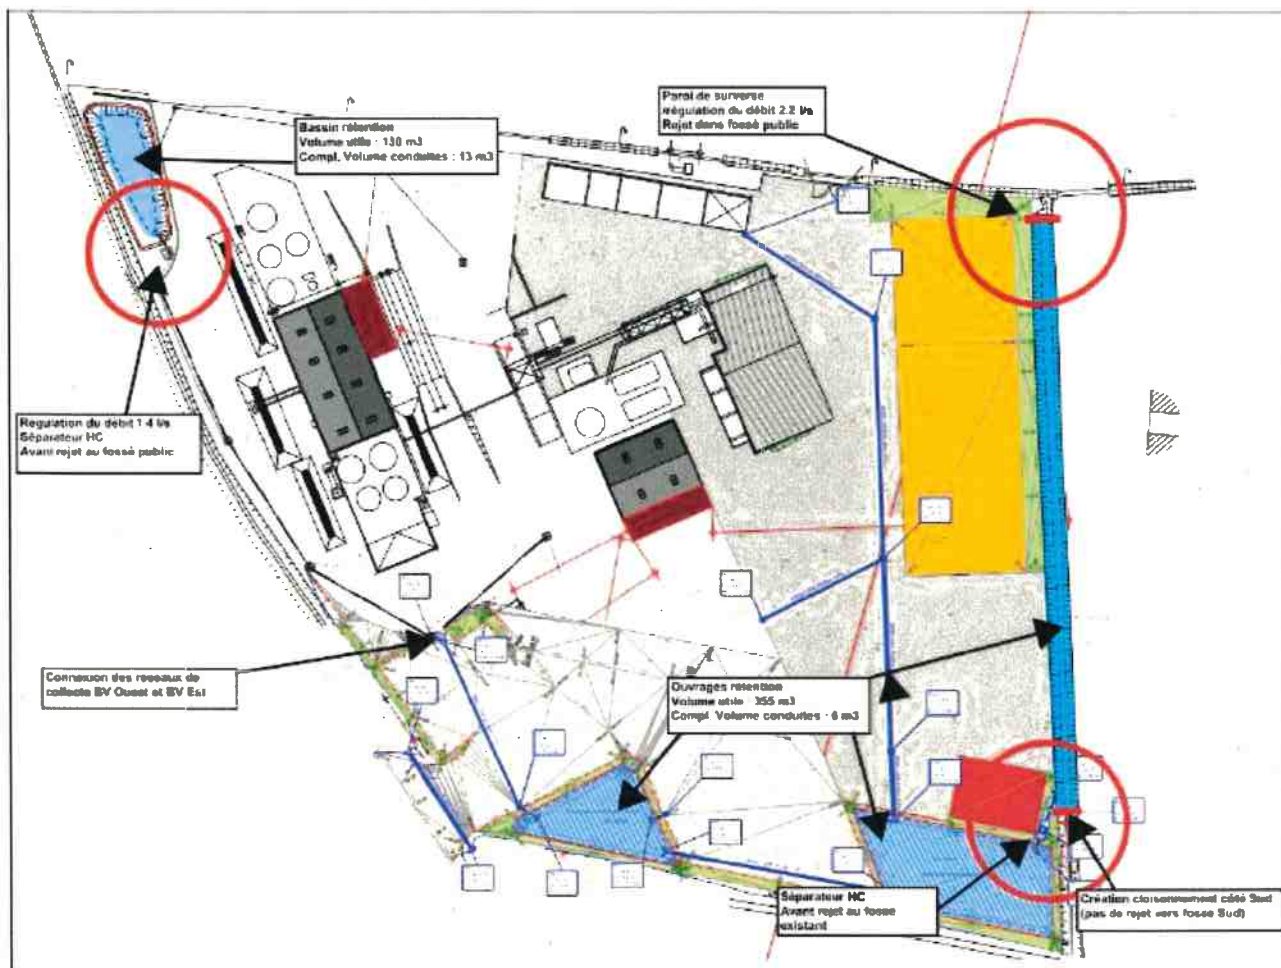 Paroi de surverse
Régulation du débit 2.2 l/s
Rejet dans fossé public
Bassin rétention
Volume utile : 130 m3
Compl. Volume conduites : 13 m3
Régulation du débit 1.4 l/s
Séparateur HC
Avant rejet au fossé public
Connexion des réseaux de
collecte BV Ouest et BV Est
Ouvrages rétention
Volume utile : 355 m3
Compl. Volume conduites : 6 m3
Séparateur HC
Avant rejet au fossé
existant
Création cloisonnement côté Sud
(pas de rejet vers fossé Sud)